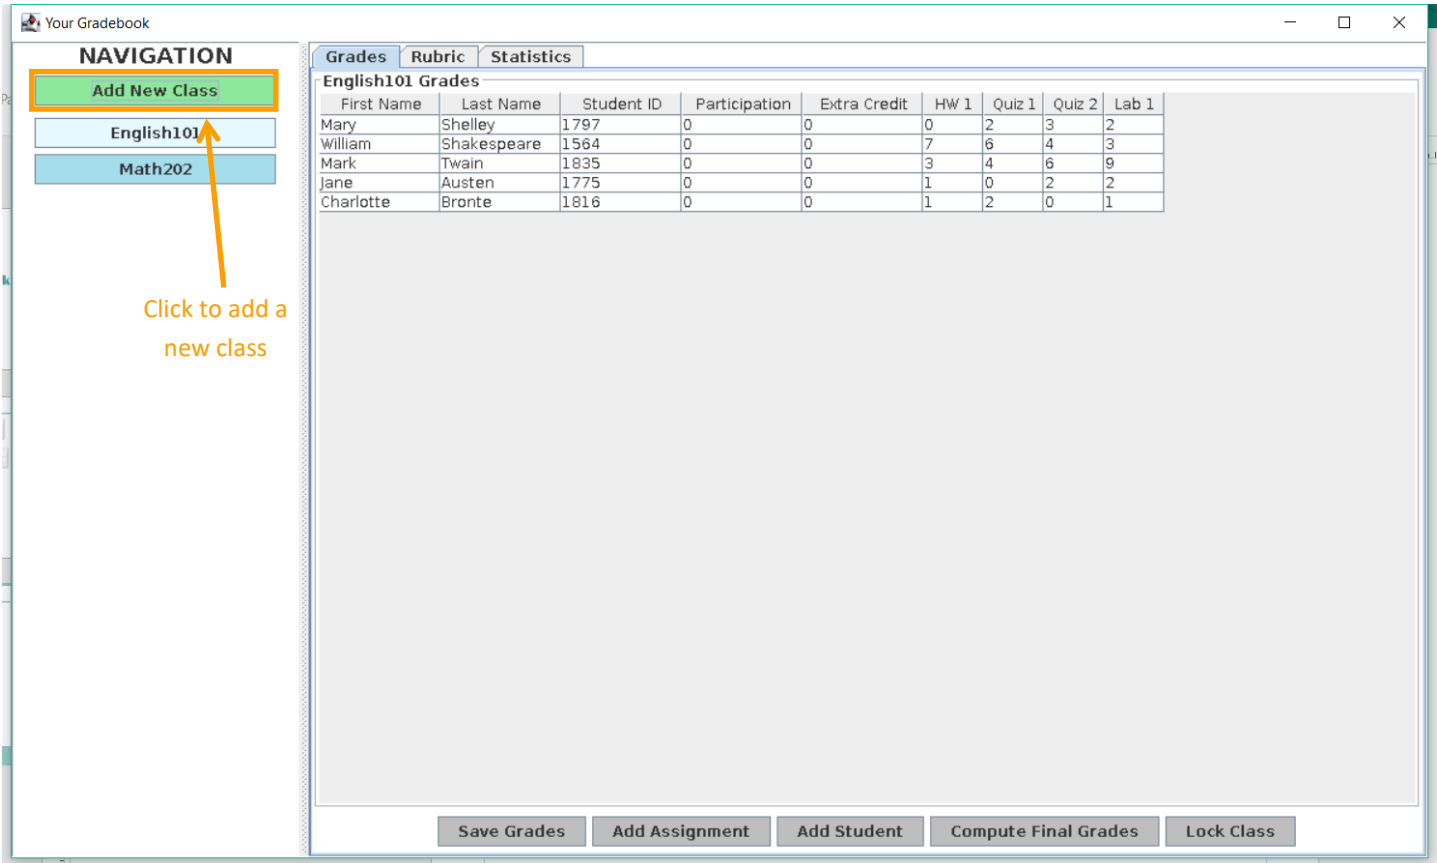 Your Gradebook
NAVIGATION
Add New Class
English101
Math202
Click to add a
new class
Grades Rubric Statistics
English101 Grades
First Name Last Name Student ID Participation Extra Credit HW 1 Quiz 1 Quiz 2 Lab 1
Mary Shelley 1797 0 0 0 2 3 2
William Shakespeare 1564 0 0 7 6 4 3
Mark Twain 1835 0 0 3 4 6 9
Jane Austen 1775 0 0 1 0 2 2
Charlotte Bronte 1816 0 0 1 2 0 1
Save Grades Add Assignment Add Student Compute Final Grades Lock Class